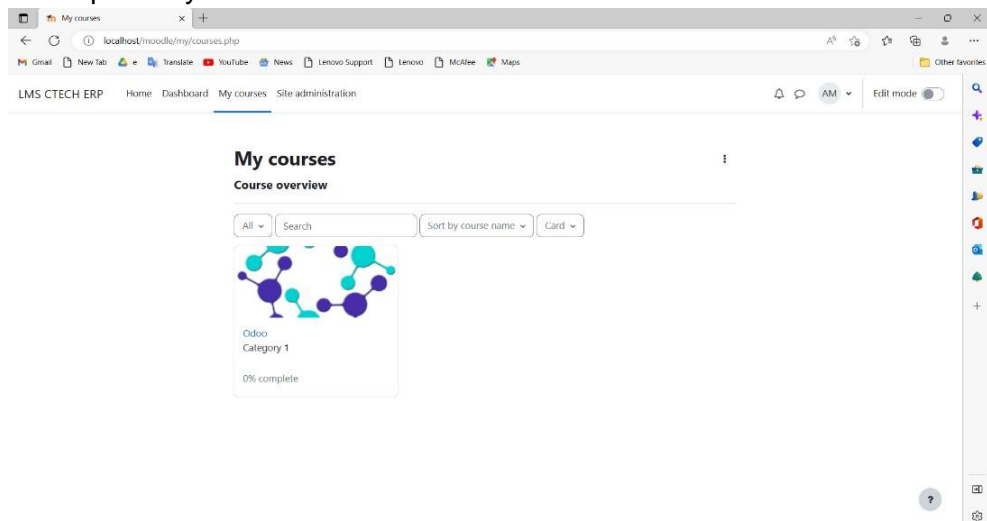 My courses
localhost/moodle/my/courses.php
Gmail New Tab e Translate YouTube News Lenovo Support Lenovo McAfee Maps Other favorites
LMS CTECH ERP Home Dashboard My courses Site administration AM Edit mode
My courses
Course overview
All Search Sort by course name Card
Odoo
Category 1
0% complete
?